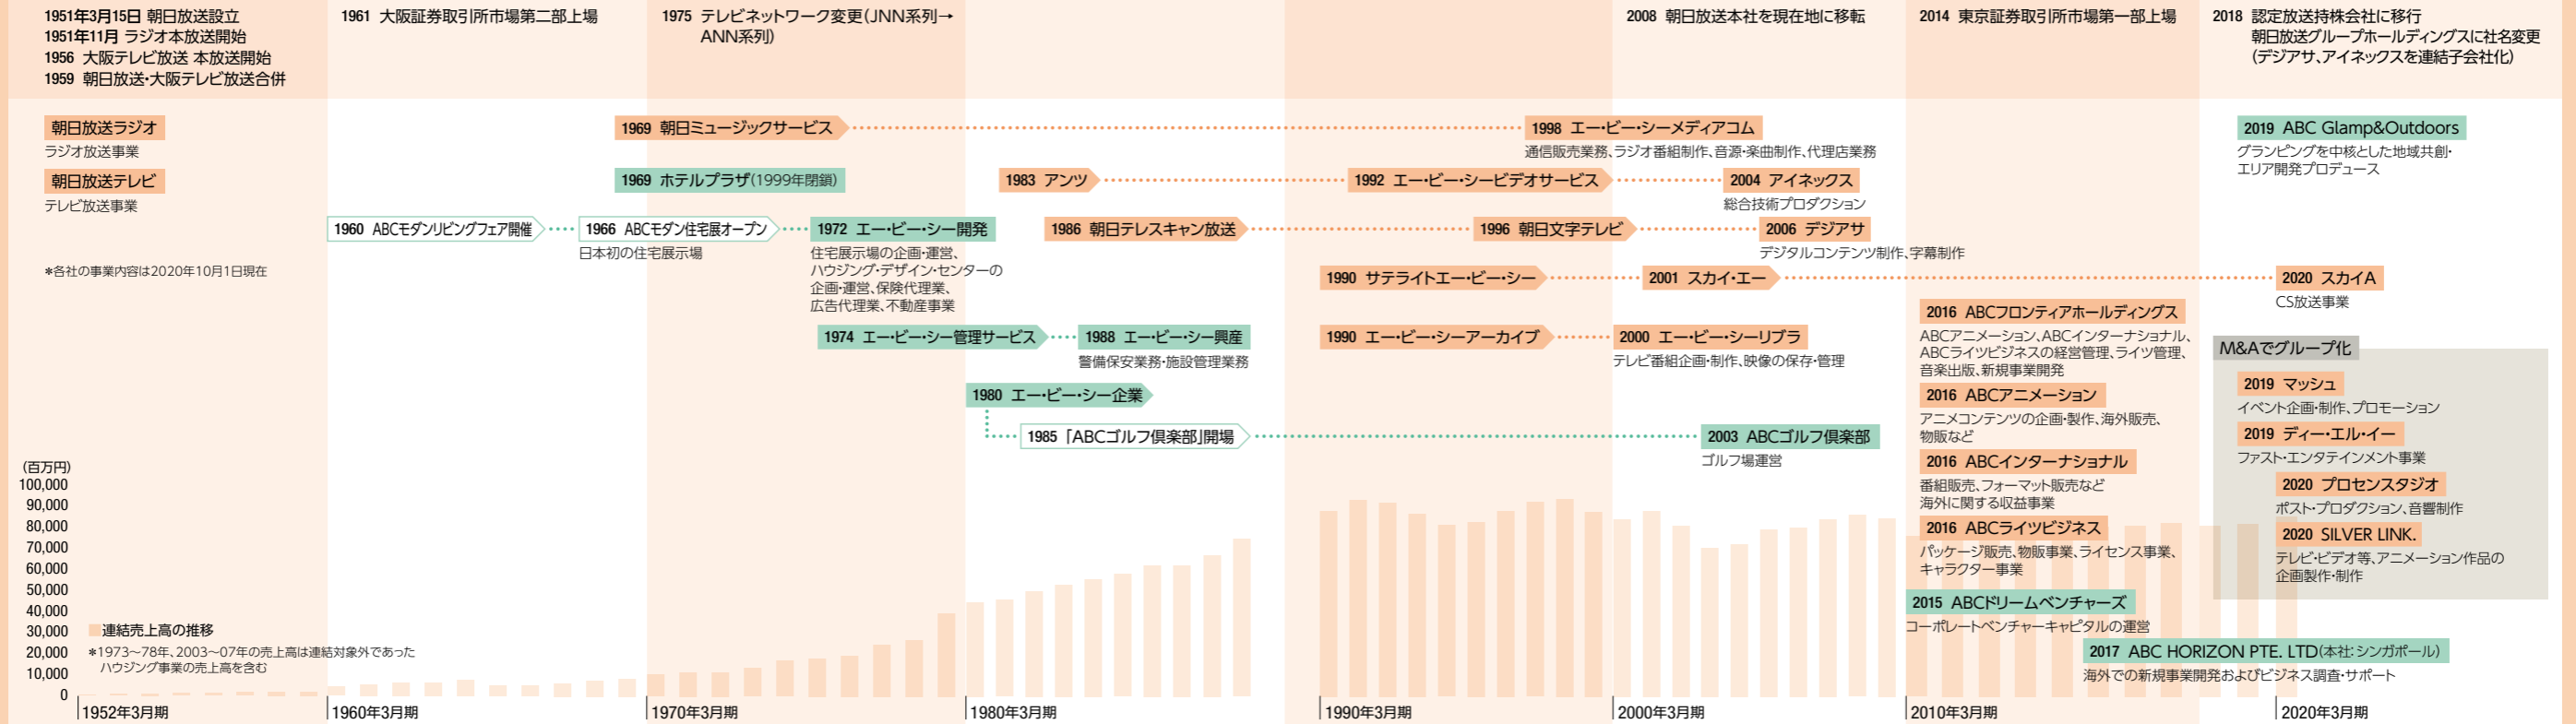 1951年3月15日 朝日放送設立
1951年11月 ラジオ本放送開始
1956 大阪テレビ放送 本放送開始
1959 朝日放送・大阪テレビ放送合併
1961 大阪証券取引所市場第二部上場
1975 テレビネットワーク変更（JNN系列→
ANN系列）
2008 朝日放送本社を現在地に移転
2014 東京証券取引所市場第一部上場
2018 認定放送持株会社に移行
朝日放送グループホールディングスに社名変更
（デジアサ、アイネックスを連結子会社化）
朝日放送ラジオ
ラジオ放送事業
朝日放送テレビ
テレビ放送事業
1969 朝日ミュージックサービス
1998 エー・ビー・シーメディアコム
通信販売業務、ラジオ番組制作、音源・楽曲制作、代理店業務
2019 ABC Glamp&Outdoors
グランピングを中核とした地域共創・
エリア開発プロデュース
1969 ホテルプラザ（1999年閉鎖）
1983 アンツ
1992 エー・ビー・シービデオサービス
2004 アイネックス
総合技術プロダクション
1960 ABCモダンリビングフェア開催
1966 ABCモダン住宅展オープン
日本初の住宅展示場
1972 エー・ビー・シー開発
住宅展示場の企画・運営、
ハウジング・デザイン・センターの
企画・運営、保険代理業、
広告代理業、不動産事業
1986 朝日テレスキャン放送
1996 朝日文字テレビ
2006 デジアサ
デジタルコンテンツ制作、字幕制作
＊各社の事業内容は2020年10月1日現在
1990 サテライトエー・ビー・シー
2001 スカイ・エー
2020 スカイA
CS放送事業
1974 エー・ビー・シー管理サービス
1988 エー・ビー・シー興産
警備保安業務・施設管理業務
1990 エー・ビー・シーアーカイブ
2000 エー・ビー・シーリブラ
テレビ番組企画・制作、映像の保存・管理
1980 エー・ビー・シー企業
1985 「ABCゴルフ倶楽部」開場
2003 ABCゴルフ倶楽部
ゴルフ場運営
2016 ABCフロンティアホールディングス
ABCアニメーション、ABCインターナショナル、
ABCライツビジネスの経営管理、ライツ管理、
音楽出版、新規事業開発
2016 ABCアニメーション
アニメコンテンツの企画・製作、海外販売、
物販など
2016 ABCインターナショナル
番組販売、フォーマット販売など
海外に関する収益事業
2016 ABCライツビジネス
パッケージ販売、物販事業、ライセンス事業、
キャラクター事業
2015 ABCドリームベンチャーズ
コーポレートベンチャーキャピタルの運営
2017 ABC HORIZON PTE. LTD（本社：シンガポール）
海外での新規事業開発およびビジネス調査・サポート
M&Aでグループ化
2019 マッシュ
イベント企画・制作、プロモーション
2019 ディー・エル・イー
ファスト・エンタテインメント事業
2020 プロセンスタジオ
ポスト・プロダクション、音響制作
2020 SILVER LINK.
テレビ・ビデオ等、アニメーション作品の
企画製作・制作
（百万円）
100,000
90,000
80,000
70,000
60,000
50,000
40,000
30,000
20,000
10,000
0
連結売上高の推移
＊1973～78年、2003～07年の売上高は連結対象外であった
ハウジング事業の売上高を含む
1952年3月期
1960年3月期
1970年3月期
1980年3月期
1990年3月期
2000年3月期
2010年3月期
2020年3月期